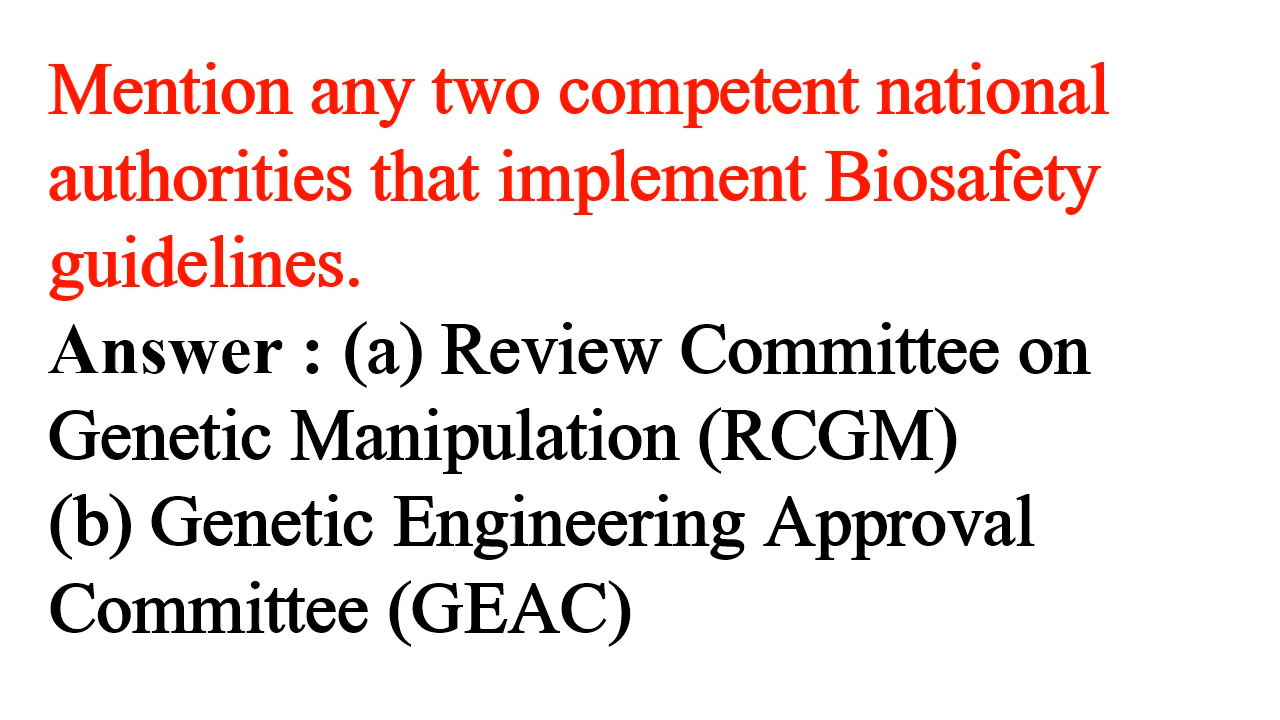 Mention any two competent national
authorities that implement Biosafety
guidelines.
Answer : (a) Review Committee on
Genetic Manipulation (RCGM)
(b) Genetic Engineering Approval
Committee (GEAC)